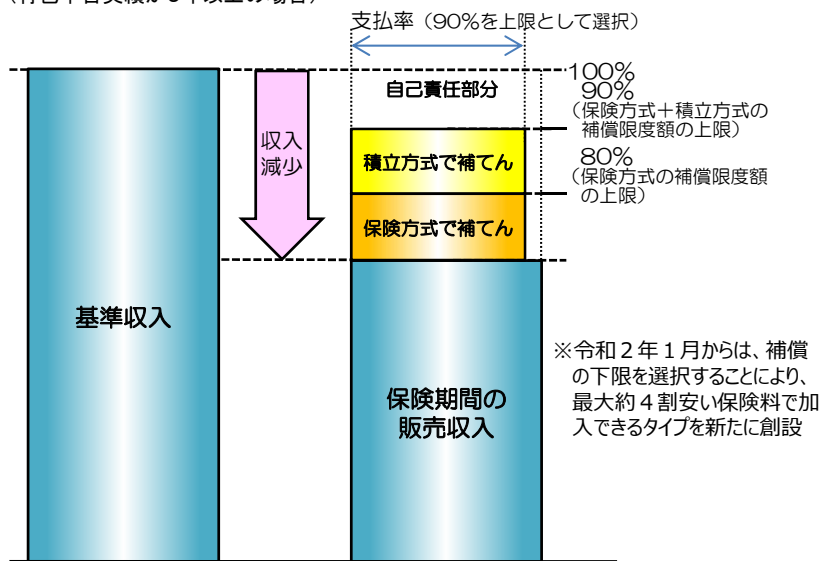 支払率（90%を上限として選択）
100%
90%
（保険方式＋積立方式の
補償限度額の上限）
80%
（保険方式の補償限度額
の上限）
自己責任部分
収入
減少
積立方式で補てん
保険方式で補てん
基準収入
保険期間の
販売収入
※令和２年１月からは、補償
の下限を選択することにより、
最大約４割安い保険料で加
入できるタイプを新たに創設